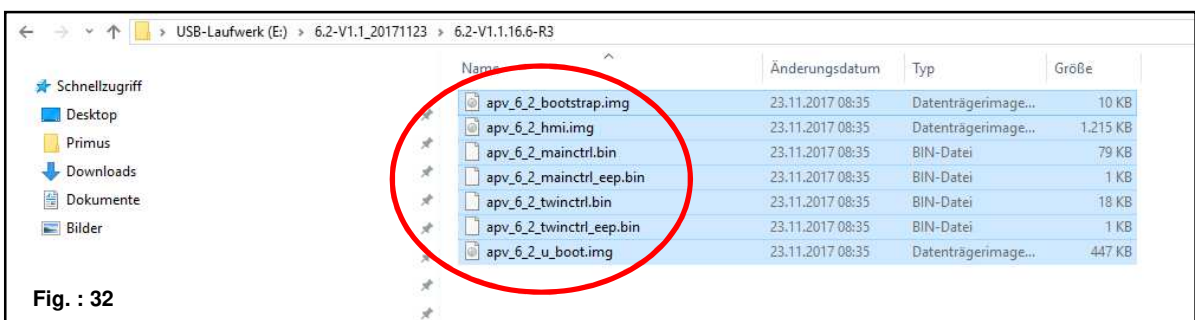 USB-Laufwerk (E:) > 6.2-V1.1_20171123 > 6.2-V1.1.16.6-R3
Name Änderungsdatum Typ Größe
Schnellzugriff
Desktop
Primus
Downloads
Dokumente
Bilder
apv_6_2_bootstrap.img 23.11.2017 08:35 Datenträgerimage... 10 KB
apv_6_2_hmi.img 23.11.2017 08:35 Datenträgerimage... 1.215 KB
apv_6_2_mainctrl.bin 23.11.2017 08:35 BIN-Datei 79 KB
apv_6_2_mainctrl_eep.bin 23.11.2017 08:35 BIN-Datei 1 KB
apv_6_2_twinctrl.bin 23.11.2017 08:35 BIN-Datei 18 KB
apv_6_2_twinctrl_eep.bin 23.11.2017 08:35 BIN-Datei 1 KB
apv_6_2_u_boot.img 23.11.2017 08:35 Datenträgerimage... 447 KB
Fig. : 32